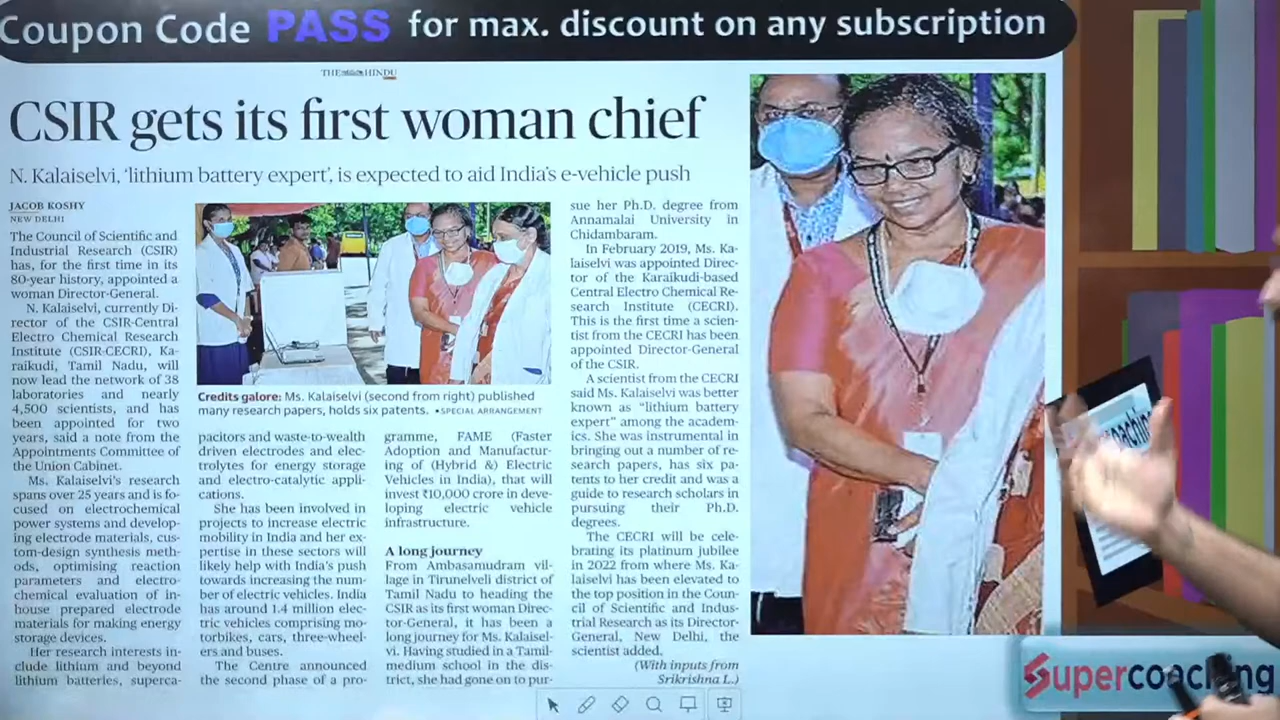 Coupon Code PASS for max. discount on any subscription
THE HINDU
CSIR gets its first woman chief
N. Kalaiselvi, 'lithium battery expert', is expected to aid India's e-vehicle push
JACOB KOSHY
NEW DELHI
The Council of Scientific and
Industrial Research (CSIR)
has, for the first time in its
80-year history, appointed a
woman Director-General.
N. Kalaiselvi, currently Di-
rector of the CSIR-Central
Electro Chemical Research
Institute (CSIR-CECRI), Ka-
raikudi, Tamil Nadu, will
now lead the network of 38
laboratories and nearly
4,500 scientists, and has
been appointed for two
years, said a note from the
Appointments Committee of
the Union Cabinet.
Ms. Kalaiselvi's research
spans over 25 years and is fo-
cused on electrochemical
power systems and develop-
ing electrode materials, cus-
tom-design synthesis meth-
ods, optimising reaction
parameters and electro-
chemical evaluation of in-
house prepared electrode
materials for making energy
storage devices.
Her research interests in-
clude lithium and beyond
lithium batteries, superca-
Credits galore: Ms. Kalaiselvi (second from right) published
many research papers, holds six patents. • SPECIAL ARRANGEMENT
pacitors and waste-to-wealth
driven electrodes and elec-
trolytes for energy storage
and electro-catalytic appli-
cations.
She has been involved in
projects to increase electric
mobility in India and her ex-
pertise in these sectors will
likely help with India's push
towards increasing the num-
ber of electric vehicles. India
has around 1.4 million elec-
tric vehicles comprising mo-
torbikes, cars, three-wheel-
ers and buses.
The Centre announced
the second phase of a pro-
gramme, FAME (Faster
Adoption and Manufactur-
ing of (Hybrid &) Electric
Vehicles in India), that will
invest ₹10,000 crore in deve-
loping electric vehicle
infrastructure.
A long journey
From Ambasamudram vil-
lage in Tirunelveli district of
Tamil Nadu to heading the
CSIR as its first woman Direc-
tor-General, it has been a
long journey for Ms. Kalaisel-
vi. Having studied in a Tamil-
medium school in the dis-
trict, she had gone on to pur-
sue her Ph.D. degree from
Annamalai University in
Chidambaram.
In February 2019, Ms. Ka-
laiselvi was appointed Direc-
tor of the Karaikudi-based
Central Electro Chemical Re-
search Institute (CECRI).
This is the first time a scien-
tist from the CECRI has been
appointed Director-General
of the CSIR.
A scientist from the CECRI
said Ms. Kalaiselvi was better
known as "lithium battery
expert" among the academ-
ics. She was instrumental in
bringing out a number of re-
search papers, has six pa-
tents to her credit and was a
guide to research scholars in
pursuing their Ph.D.
degrees.
The CECRI will be cele-
brating its platinum jubilee
in 2022 from where Ms. Ka-
laiselvi has been elevated to
the top position in the Coun-
cil of Scientific and Indus-
trial Research as its Director-
General, New Delhi, the
scientist added.
(With inputs from
Srikrishna L.)
Supercoaching